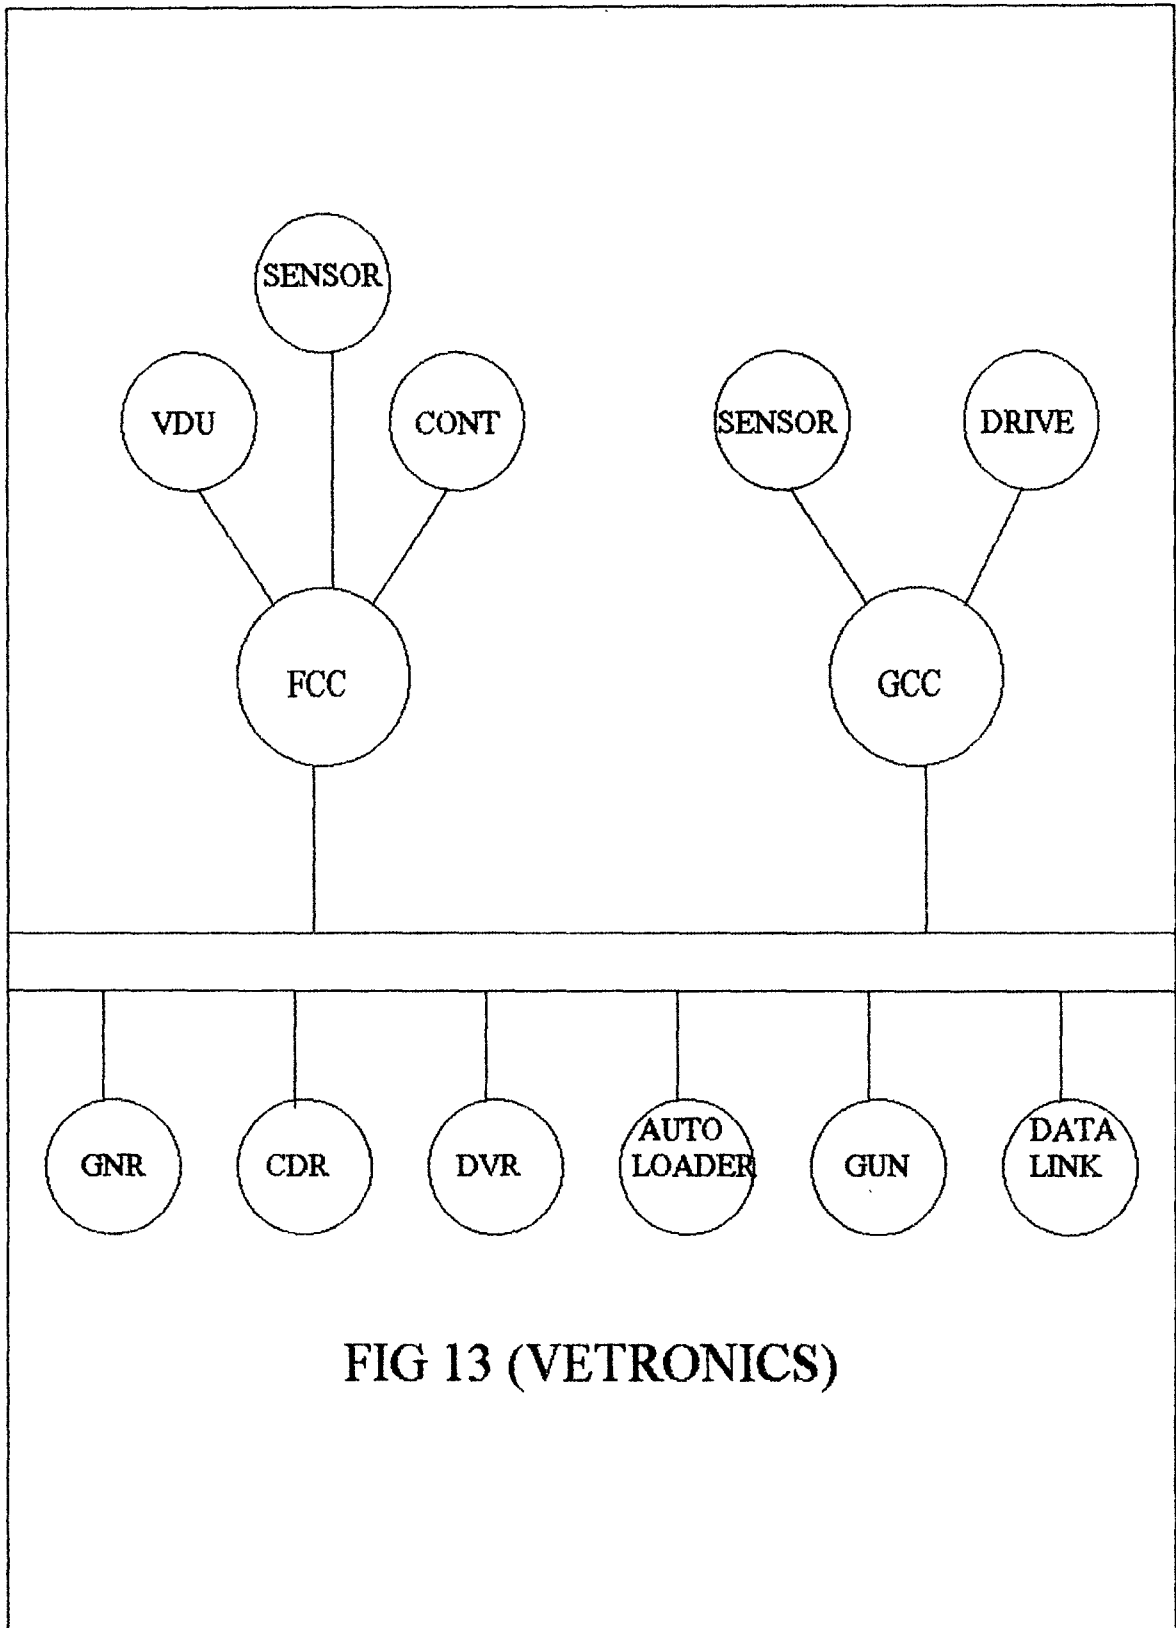 SENSOR
VDU
CONT
SENSOR
DRIVE
FCC
GCC
GNR
CDR
DVR
AUTO
LOADER
GUN
DATA
LINK
FIG 13 (VETRONICS)